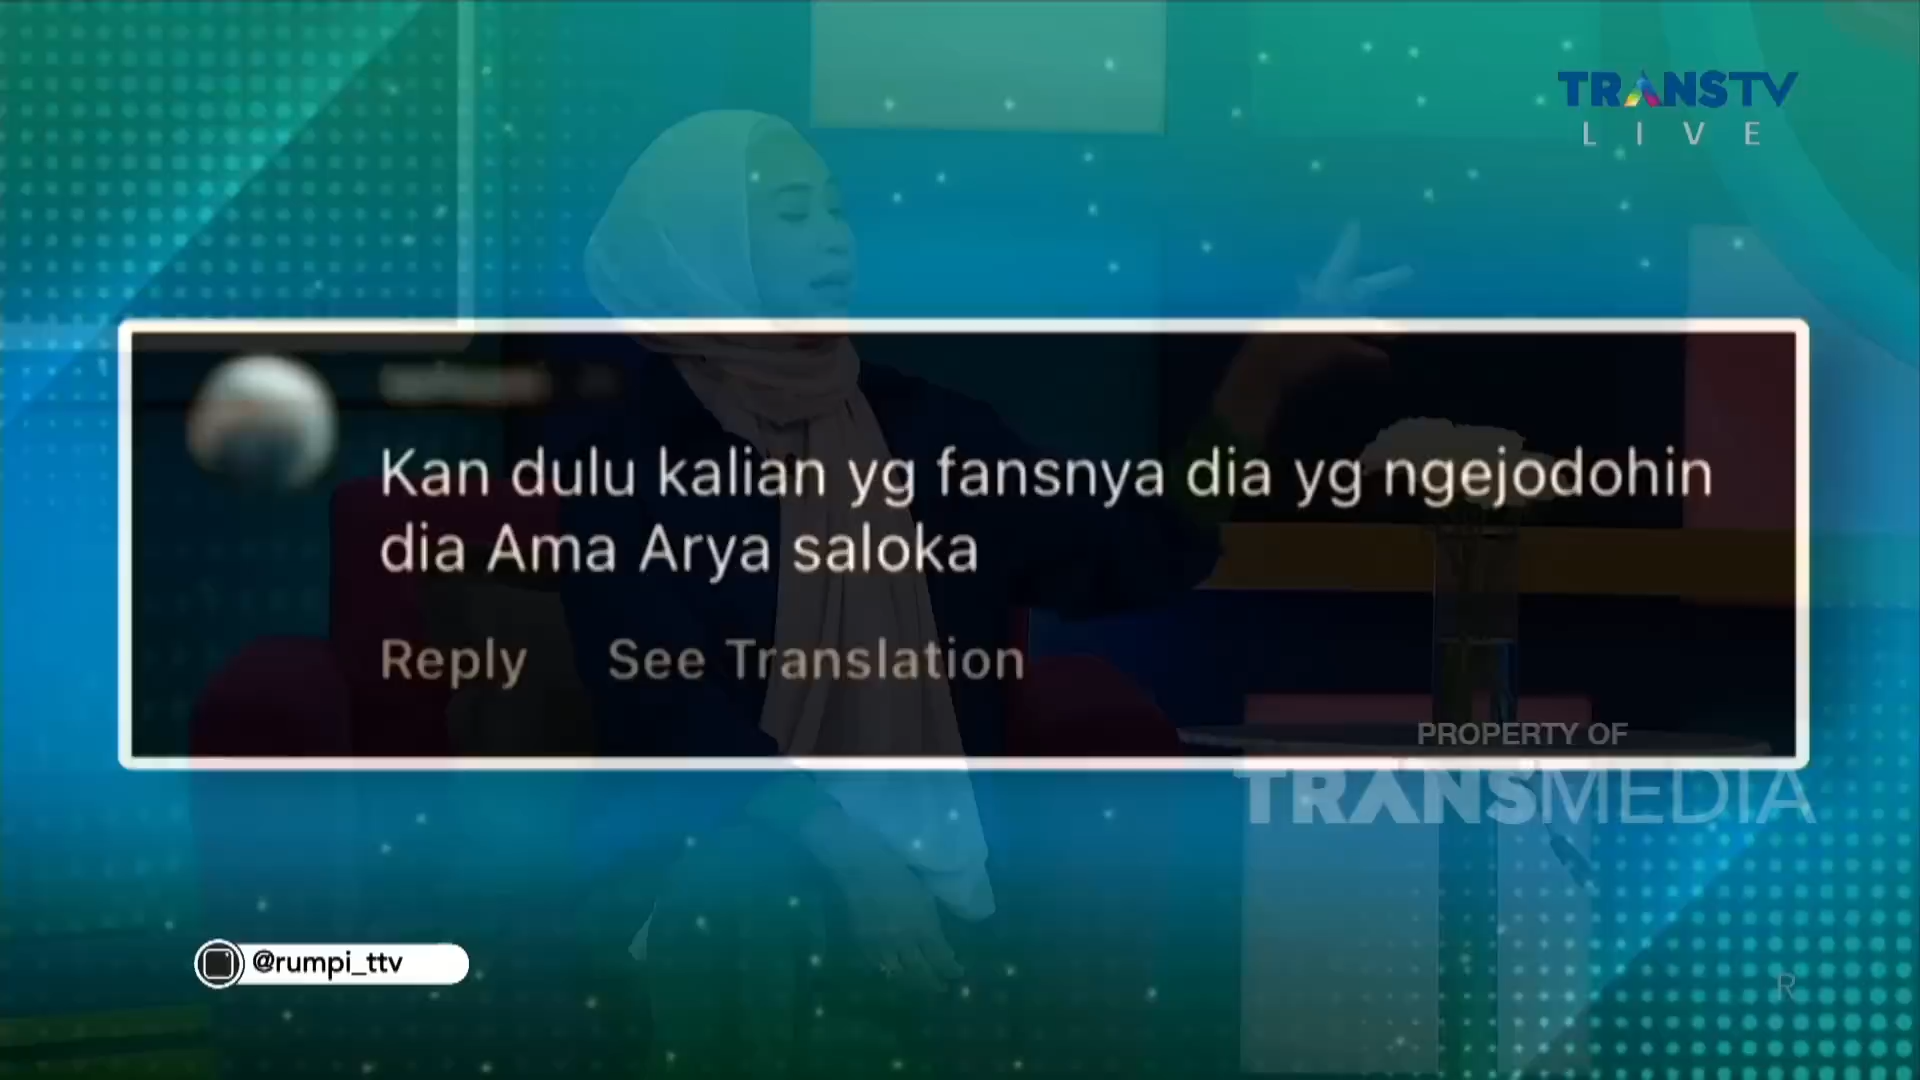 TRANSTV
LIVE
Kan dulu kalian yg fansnya dia yg ngejodohin
dia Ama Arya saloka
Reply See Translation
PROPERTY OF
TRANSMEDIA
@rumpi_ttv
R